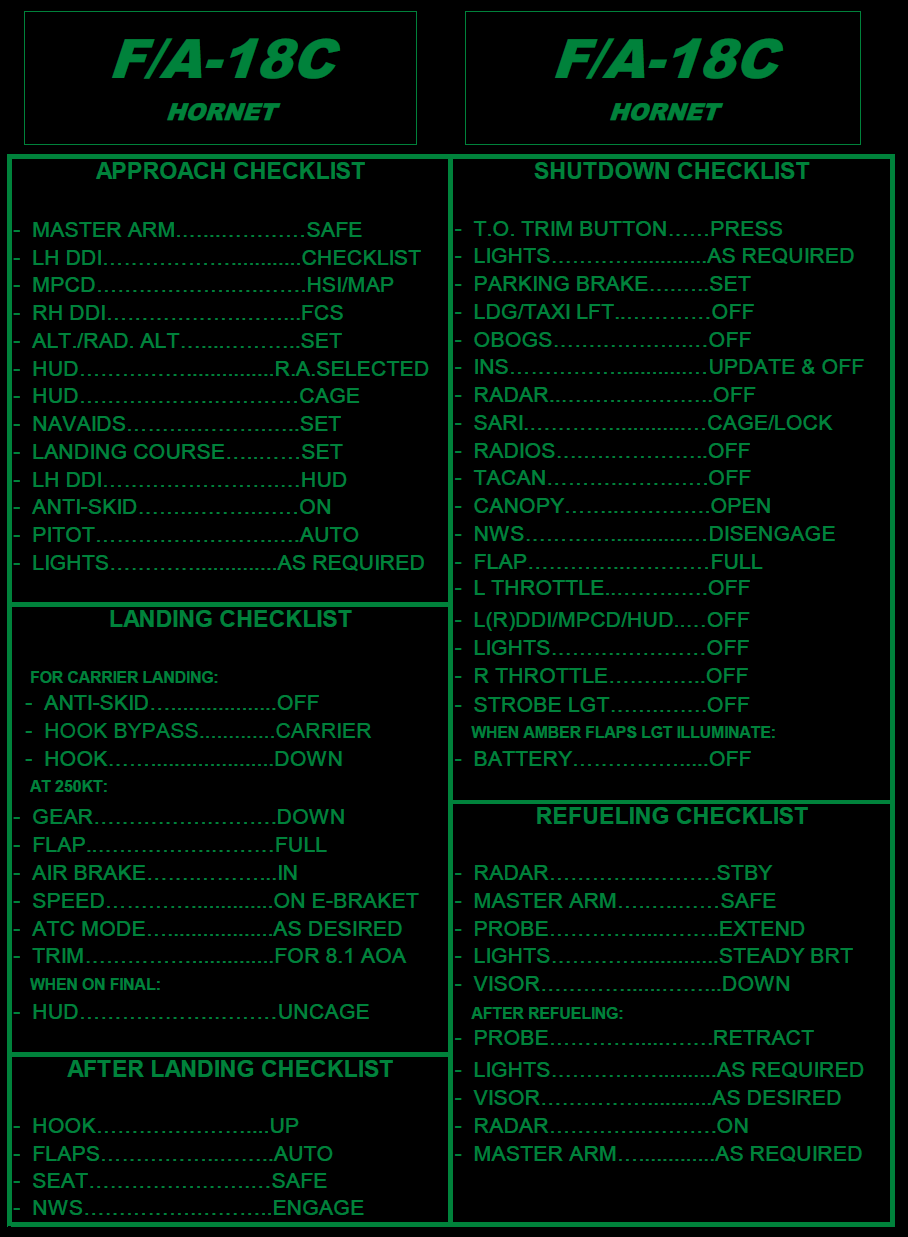 F/A-18C
HORNET
APPROACH CHECKLIST
- MASTER ARM…....…………SAFE
- LH DDI………………….............CHECKLIST
- MPCD………………….………….HSI/MAP
- RH DDI……………….………...FCS
- ALT./RAD. ALT…....…………SET
- HUD……………..................R.A.SELECTED
- HUD…………………………CAGE
- NAVAIDS……………………SET
- LANDING COURSE…..……SET
- LH DDI………………………HUD
- ANTI-SKID…………………ON
- PITOT……………………….AUTO
- LIGHTS…………..............AS REQUIRED
LANDING CHECKLIST
FOR CARRIER LANDING:
- ANTI-SKID…....................OFF
- HOOK BYPASS.............CARRIER
- HOOK…….......................DOWN
AT 250KT:
- GEAR…………………….DOWN
- FLAP...……………………FULL
- AIR BRAKE………………IN
- SPEED…………..............ON E-BRAKET
- ATC MODE…...................AS DESIRED
- TRIM………………............FOR 8.1 AOA
WHEN ON FINAL:
- HUD………………………UNCAGE
AFTER LANDING CHECKLIST
- HOOK…………………....UP
- FLAPS……………..……...AUTO
- SEAT……………………...SAFE
- NWS……………………...ENGAGE
F/A-18C
HORNET
SHUTDOWN CHECKLIST
- T.O. TRIM BUTTON……PRESS
- LIGHTS…………............AS REQUIRED
- PARKING BRAKE………SET
- LDG/TAXI LFT..…………OFF
- OBOGS…………………..OFF
- INS……………..…………UPDATE & OFF
- RADAR...…………………..OFF
- SARI…………...........……CAGE/LOCK
- RADIOS…………………..OFF
- TACAN……………………OFF
- CANOPY……..…………..OPEN
- NWS…………..............…DISENGAGE
- FLAP………….…………..FULL
- L THROTTLE..…………..OFF
- L(R)DDI/MPCD/HUD.….OFF
- LIGHTS……….…………..OFF
- R THROTTLE…………..OFF
- STROBE LGT……………OFF
WHEN AMBER FLAPS LGT ILLUMINATE:
- BATTERY……………......OFF
REFUELING CHECKLIST
- RADAR…………………….STBY
- MASTER ARM……………SAFE
- PROBE……………..………EXTEND
- LIGHTS…………..............STEADY BRT
- VISOR…………......……...DOWN
AFTER REFUELING:
- PROBE……………...……..RETRACT
- LIGHTS……………...........AS REQUIRED
- VISOR……………............AS DESIRED
- RADAR…………………….ON
- MASTER ARM…..............AS REQUIRED